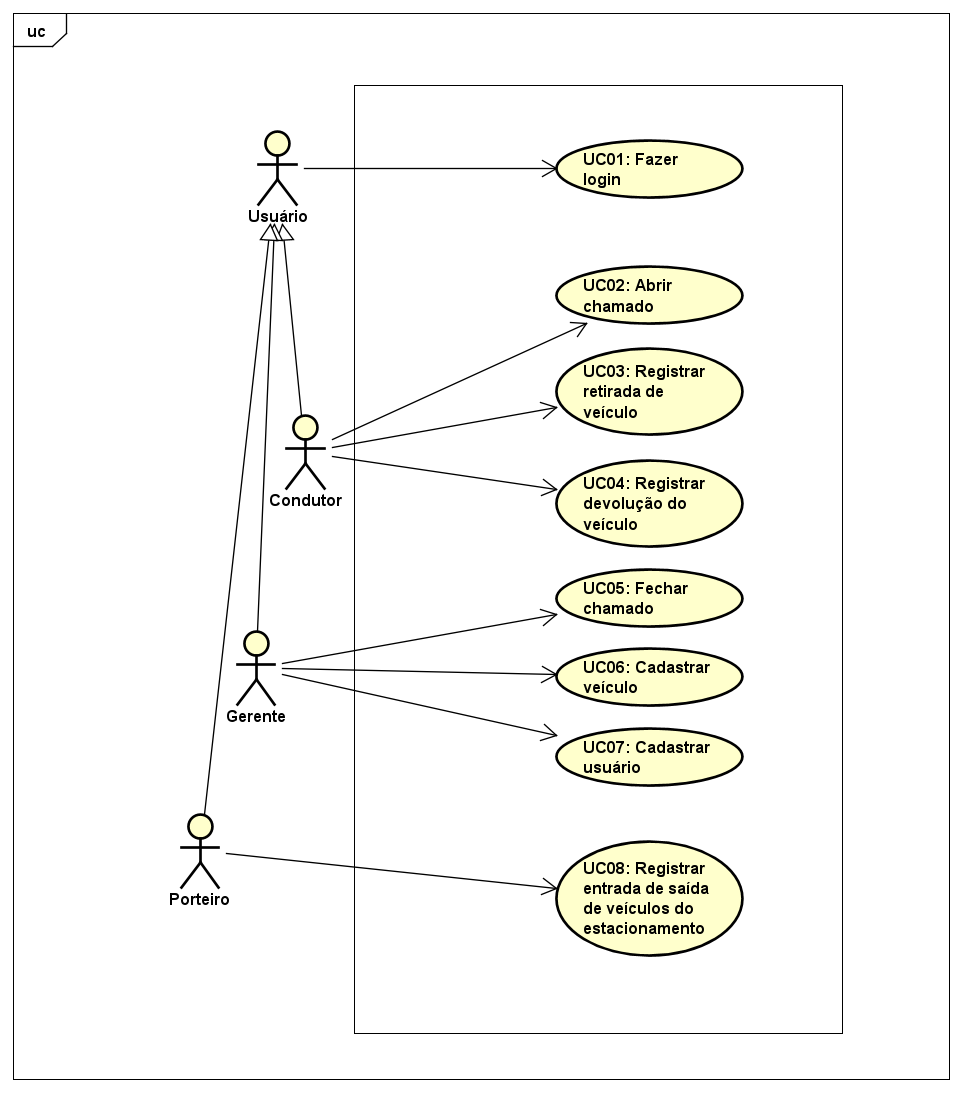 uc
UC01: Fazer
login
Usuário
UC02: Abrir
chamado
UC03: Registrar
retirada de
veículo
Condutor
UC04: Registrar
devolução do
veículo
UC05: Fechar
chamado
UC06: Cadastrar
veículo
Gerente
UC07: Cadastrar
usuário
UC08: Registrar
entrada de saída
de veículos do
estacionamento
Porteiro